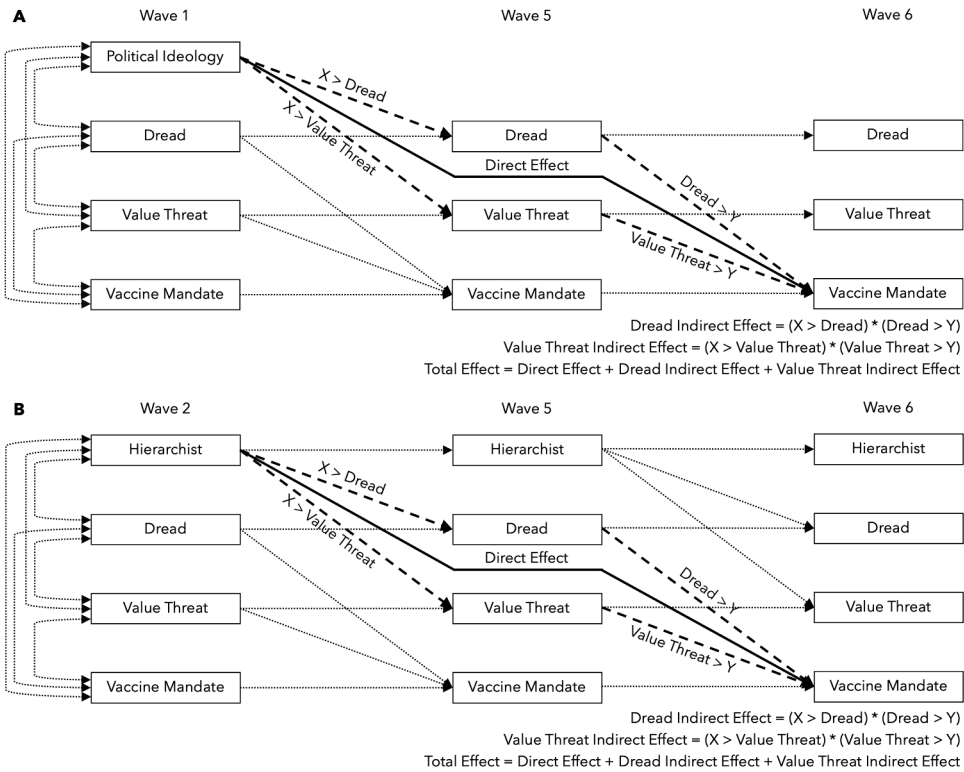 A
Wave 1
Wave 5
Wave 6
Political Ideology
X > Dread
X > Value Threat
Dread
Dread
Dread
Direct Effect
Dread > Y
Value Threat
Value Threat
Value Threat
Value Threat > Y
Vaccine Mandate
Vaccine Mandate
Vaccine Mandate
Dread Indirect Effect = (X > Dread) * (Dread > Y)
Value Threat Indirect Effect = (X > Value Threat) * (Value Threat > Y)
Total Effect = Direct Effect + Dread Indirect Effect + Value Threat Indirect Effect
B
Wave 2
Wave 5
Wave 6
Hierarchist
Hierarchist
Hierarchist
X > Dread
X > Value Threat
Dread
Dread
Dread
Direct Effect
Dread > Y
Value Threat
Value Threat
Value Threat
Value Threat > Y
Vaccine Mandate
Vaccine Mandate
Vaccine Mandate
Dread Indirect Effect = (X > Dread) * (Dread > Y)
Value Threat Indirect Effect = (X > Value Threat) * (Value Threat > Y)
Total Effect = Direct Effect + Dread Indirect Effect + Value Threat Indirect Effect